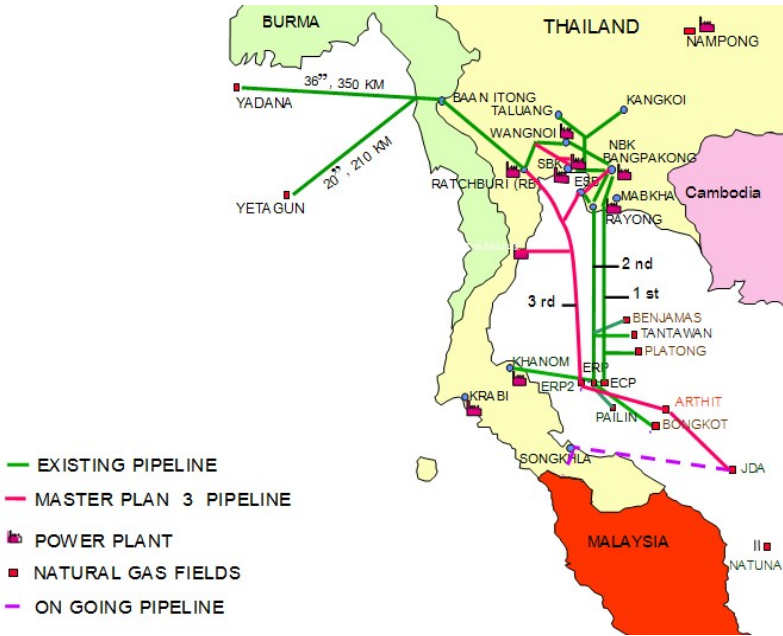 BURMA
THAILAND
NAMPONG
36”, 350 KM
YADANA
BAAN ITONG
TALUANG
KANGKOI
WANGNOI
20”, 210 KM
NBK
SBK
BANGPAKONG
RATCHBURI (RB)
ESB
MABKHA
Cambodia
YETAGUN
RAYONG
2 nd
1 st
3 rd
BENJAMAS
TANTAWAN
PLATONG
KHANOM
ERP
ERP2
ECP
KRABI
ARTHIT
PAILIN
BONGKOT
SONGKHLA
JDA
EXISTING PIPELINE
MASTER PLAN 3 PIPELINE
POWER PLANT
MALAYSIA
NATURAL GAS FIELDS
NATUNA
ON GOING PIPELINE